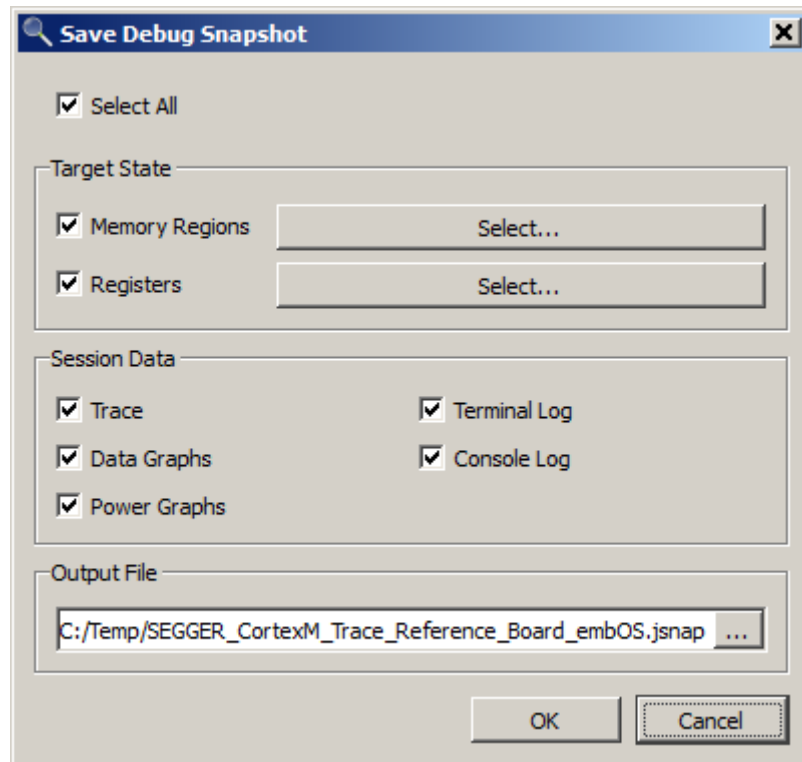 Save Debug Snapshot
Select All
Target State
Memory Regions Select...
Registers Select...
Session Data
Trace Terminal Log
Data Graphs Console Log
Power Graphs
Output File
C:/Temp/SEGGER_CortexM_Trace_Reference_Board_embOS.jsnap ...
OK Cancel